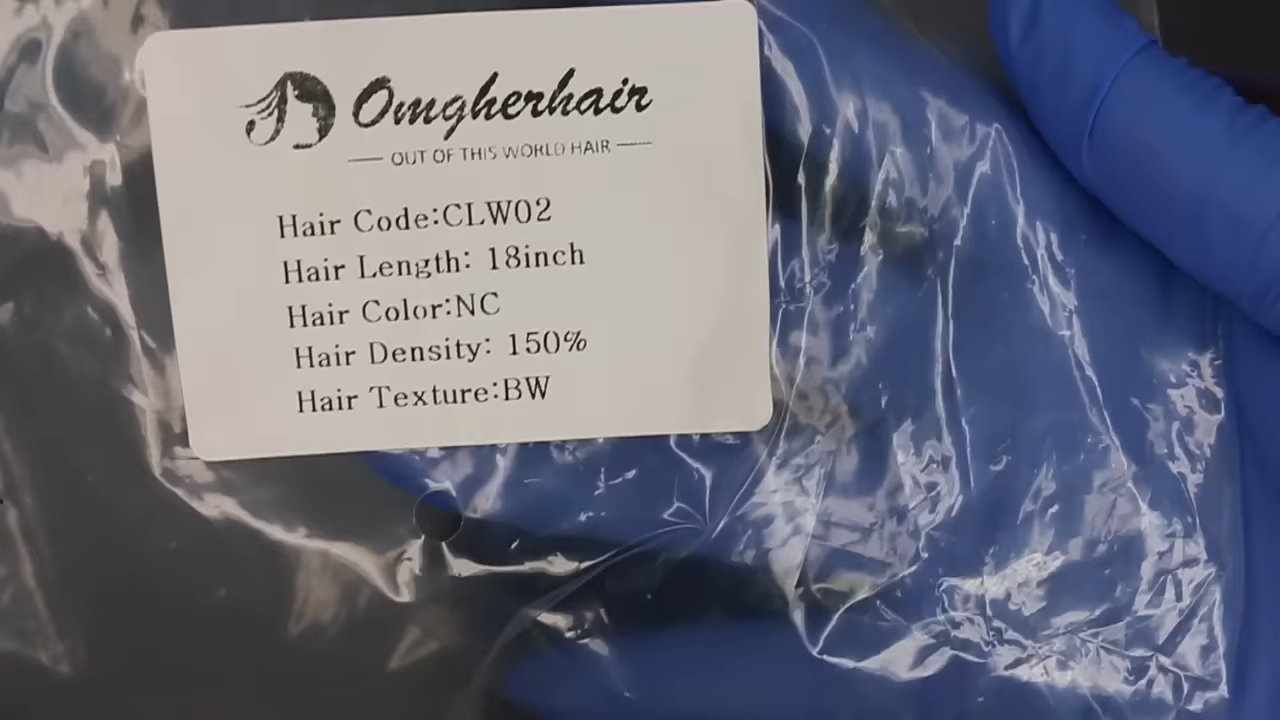 Omgherhair
OUT OF THIS WORLD HAIR
Hair Code:CLW02
Hair Length: 18inch
Hair Color:NC
Hair Density: 150%
Hair Texture:BW